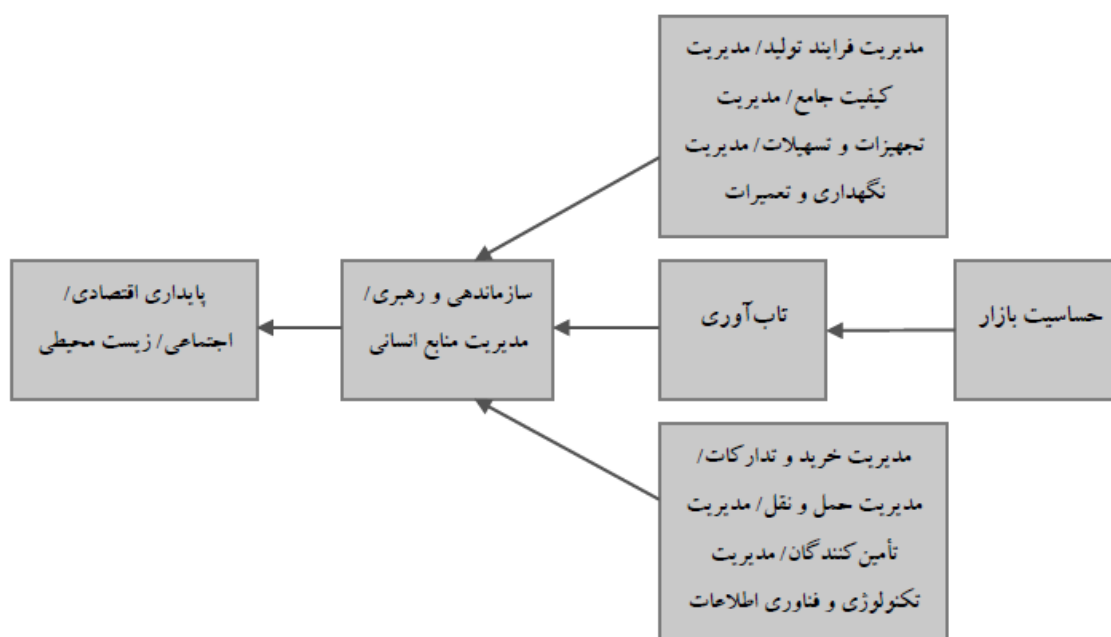 مدیریت فرایند تولید/ مدیریت
کیفیت جامع/ مدیریت
تجهیزات و تسهیلات/ مدیریت
نگهداری و تعمیرات
حساسیت بازار
تاب‌آوری
سازماندهی و رهبری/
مدیریت منابع انسانی
پایداری اقتصادی/
اجتماعی/ زیست محیطی
مدیریت خرید و تدارکات/
مدیریت حمل و نقل/ مدیریت
تأمین‌کنندگان/ مدیریت
تکنولوژی و فناوری اطلاعات